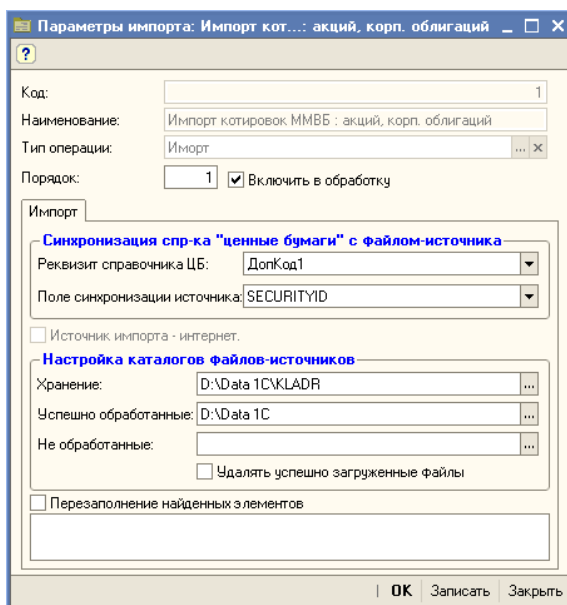 Параметры импорта: Импорт кот...: акций, корп. облигаций
?
Код: 1
Наименование: Импорт котировок ММВБ : акций, корп. облигаций
Тип операции: Иморт ...
Порядок: 1 Включить в обработку
Импорт
Синхронизация спр-ка "ценные бумаги" с файлом-источника
Реквизит справочника ЦБ: ДопКод1
Поле синхронизации источника: SECURITYID
Источник импорта - интернет.
Настройка каталогов файлов-источников
Хранение: D:\Data 1C\KLADR ...
Успешно обработанные: D:\Data 1C ...
Не обработанные: ...
Удалять успешно загруженные файлы
Перезаполнение найденных элементов
OK Записать Закрыть